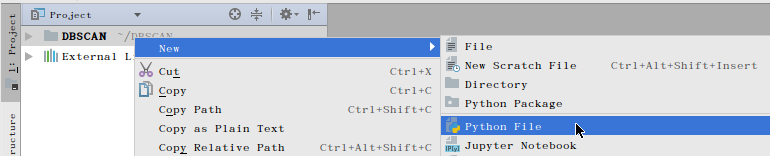 Project
1: Project
DBSCAN ~/DBSCAN
External L
New
Cut Ctrl+X
Copy Ctrl+C
Copy Path Ctrl+Shift+C
Copy as Plain Text
Copy Relative Path Ctrl+Alt+Shift+C
File
New Scratch File Ctrl+Alt+Shift+Insert
Directory
Python Package
Python File
Jupyter Notebook
ructure